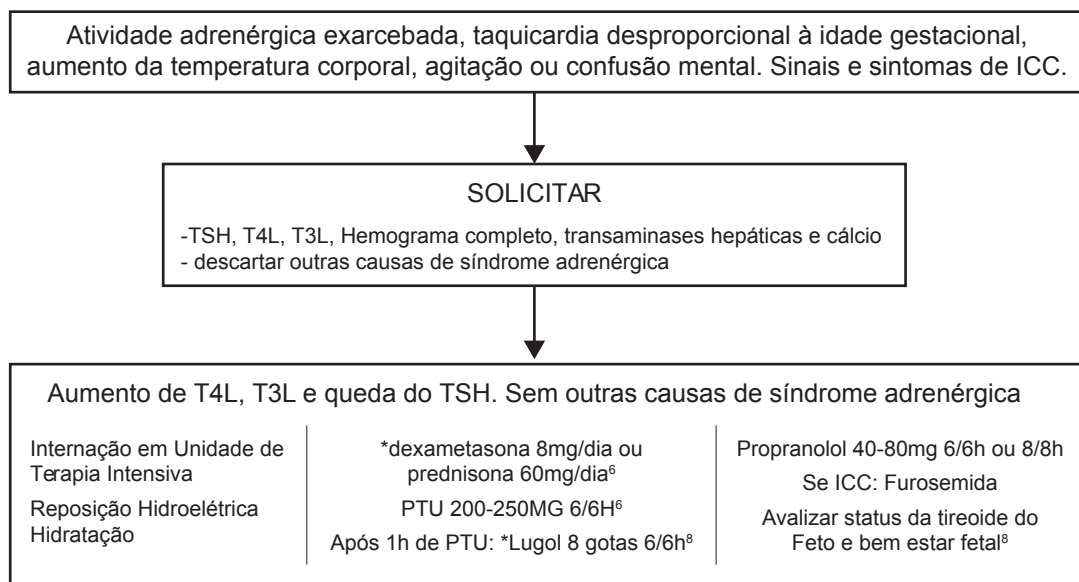 Atividade adrenérgica exarcebada, taquicardia desproporcional à idade gestacional,
aumento da temperatura corporal, agitação ou confusão mental. Sinais e sintomas de ICC.
SOLICITAR
-TSH, T4L, T3L, Hemograma completo, transaminases hepáticas e cálcio
- descartar outras causas de síndrome adrenérgica
Aumento de T4L, T3L e queda do TSH. Sem outras causas de síndrome adrenérgica
Internação em Unidade de
Terapia Intensiva
Reposição Hidroelétrica
Hidratação
*dexametasona 8mg/dia ou
prednisona 60mg/dia⁶
PTU 200-250MG 6/6H⁶
Após 1h de PTU: *Lugol 8 gotas 6/6h⁸
Propranolol 40-80mg 6/6h ou 8/8h
Se ICC: Furosemida
Avalizar status da tireoide do
Feto e bem estar fetal⁸